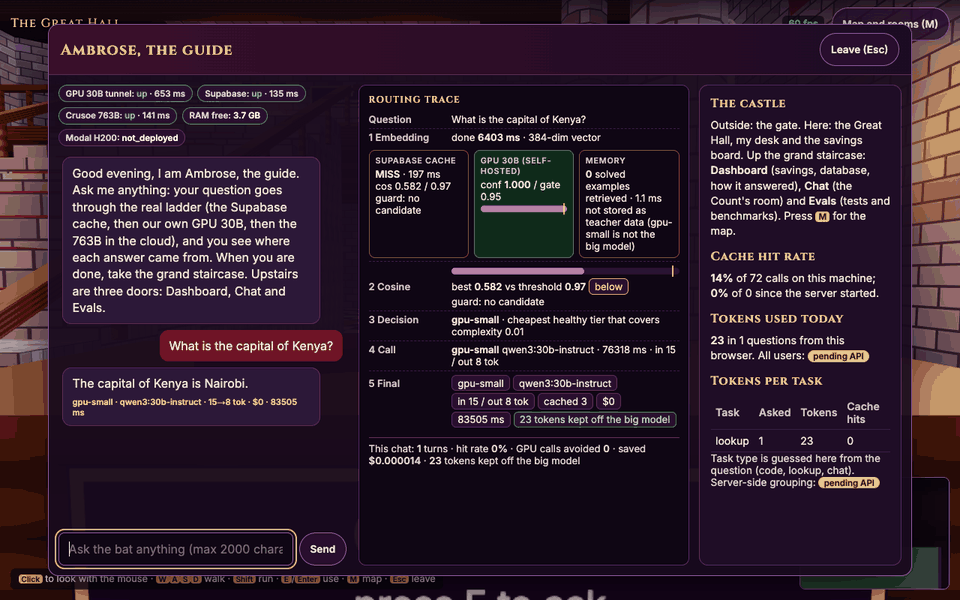 THE GREAT HALL
60 fps
Map and rooms (M)
AMBROSE, THE GUIDE
Leave (Esc)
GPU 30B tunnel: up · 653 ms
Supabase: up · 135 ms
Crusoe 763B: up · 141 ms
RAM free: 3.7 GB
Modal H200: not_deployed
Good evening, I am Ambrose, the guide.
Ask me anything: your question goes
through the real ladder (the Supabase
cache, then our own GPU 30B, then the
763B in the cloud), and you see where
each answer came from. When you are
done, take the grand staircase. Upstairs
are three doors: Dashboard, Chat and
Evals.
What is the capital of Kenya?
The capital of Kenya is Nairobi.
gpu-small · qwen3:30b-instruct · 15→8 tok · $0 · 83505
ms
Ask the bat anything (max 2000 chara
Send
ROUTING TRACE
Question What is the capital of Kenya?
1 Embedding done 6403 ms · 384-dim vector
SUPABASE CACHE
MISS · 197 ms
cos 0.582 / 0.97
guard: no
candidate
GPU 30B (SELF-
HOSTED)
conf 1.000 / gate
0.95
MEMORY
0 solved
examples
retrieved · 1.1 ms
not stored as
teacher data (gpu-
small is not the
big model)
2 Cosine best 0.582 vs threshold 0.97 below
guard: no candidate
3 Decision gpu-small · cheapest healthy tier that covers
complexity 0.01
4 Call gpu-small qwen3:30b-instruct · 76318 ms · in 15
/ out 8 tok
5 Final gpu-small qwen3:30b-instruct
in 15 / out 8 tok cached 3 $0
83505 ms 23 tokens kept off the big model
This chat: 1 turns · hit rate 0% · GPU calls avoided 0 · saved
$0.000014 · 23 tokens kept off the big model
THE CASTLE
Outside: the gate. Here: the Great
Hall, my desk and the savings
board. Up the grand staircase:
Dashboard (savings, database,
how it answered), Chat (the
Count's room) and Evals (tests and
benchmarks). Press M for the
map.
CACHE HIT RATE
14% of 72 calls on this machine;
0% of 0 since the server started.
TOKENS USED TODAY
23 in 1 questions from this
browser. All users: pending API
TOKENS PER TASK
Task Asked Tokens Cache hits
lookup 1 23 0
Task type is guessed here from the
question (code, lookup, chat).
Server-side grouping: pending API
Click to look with the mouse · W A S D walk · Shift run · E / Enter use · M map · Esc leave
press E to ask